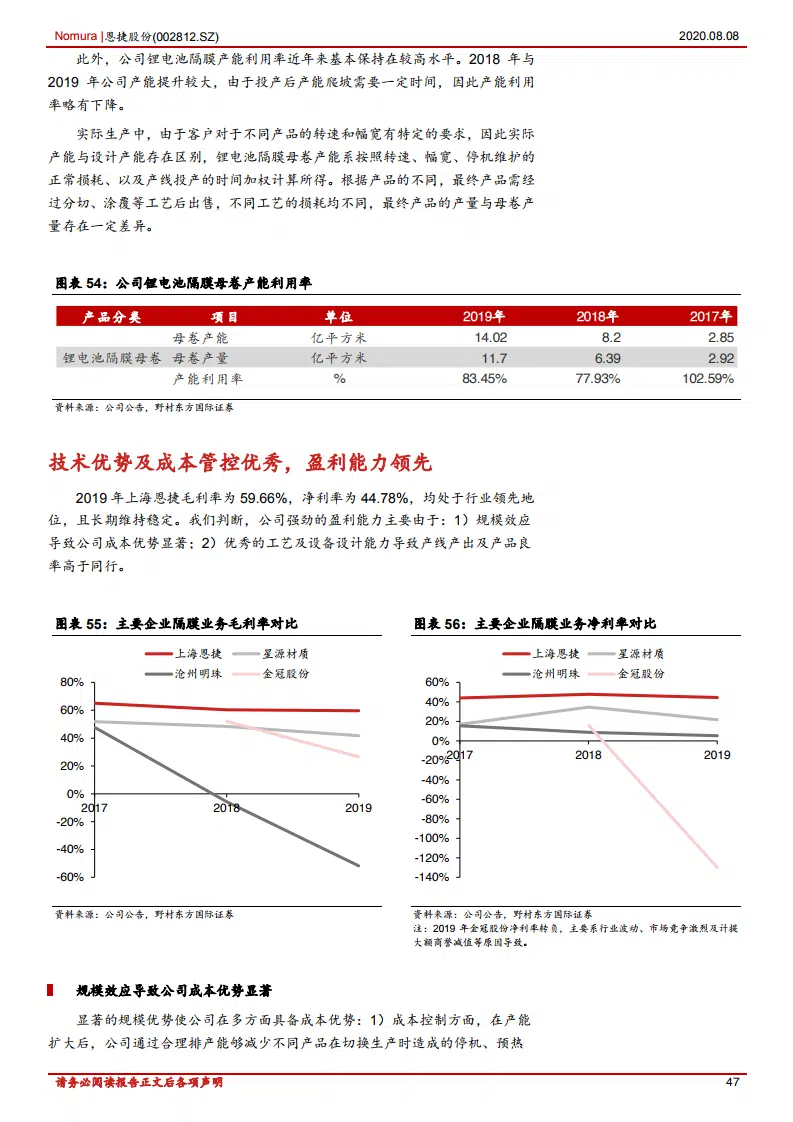 Nomura |恩捷股份(002812.SZ) 2020.08.08
此外，公司锂电池隔膜产能利用率近年来基本保持在较高水平。2018 年与
2019 年公司产能提升较大，由于投产后产能爬坡需要一定时间，因此产能利用
率略有下降。
实际生产中，由于客户对于不同产品的转速和幅宽有特定的要求，因此实际
产能与设计产能存在区别，锂电池隔膜母卷产能系按照转速、幅宽、停机维护的
正常损耗、以及产线投产的时间加权计算所得。根据产品的不同，最终产品需经
过分切、涂覆等工艺后出售，不同工艺的损耗均不同，最终产品的产量与母卷产
量存在一定差异。
图表 54：公司锂电池隔膜母卷产能利用率
产品分类 项目 单位 2019年 2018年 2017年
母卷产能 亿平方米 14.02 8.2 2.85
锂电池隔膜母卷 母卷产量 亿平方米 11.7 6.39 2.92
产能利用率 % 83.45% 77.93% 102.59%
资料来源：公司公告，野村东方国际证券
技术优势及成本管控优秀，盈利能力领先
2019 年上海恩捷毛利率为 59.66%，净利率为 44.78%，均处于行业领先地
位，且长期维持稳定。我们判断，公司强劲的盈利能力主要由于：1）规模效应
导致公司成本优势显著；2）优秀的工艺及设备设计能力导致产线产出及产品良
率高于同行。
图表 55：主要企业隔膜业务毛利率对比
上海恩捷 星源材质
沧州明珠 金冠股份
80%
60%
40%
20%
0%
-20%
-40%
-60%
2017 2018 2019
资料来源：公司公告，野村东方国际证券
图表 56：主要企业隔膜业务净利率对比
上海恩捷 星源材质
沧州明珠 金冠股份
60%
40%
20%
0%
-20%
-40%
-60%
-80%
-100%
-120%
-140%
2017 2018 2019
资料来源：公司公告，野村东方国际证券
注：2019 年金冠股份净利率转负，主要系行业波动、市场竞争激烈及计提
大额商誉减值等原因导致。
规模效应导致公司成本优势显著
显著的规模优势使公司在多方面具备成本优势：1）成本控制方面，在产能
扩大后，公司通过合理排产能够减少不同产品在切换生产时造成的停机、预热
请务必阅读报告正文后各项声明 47